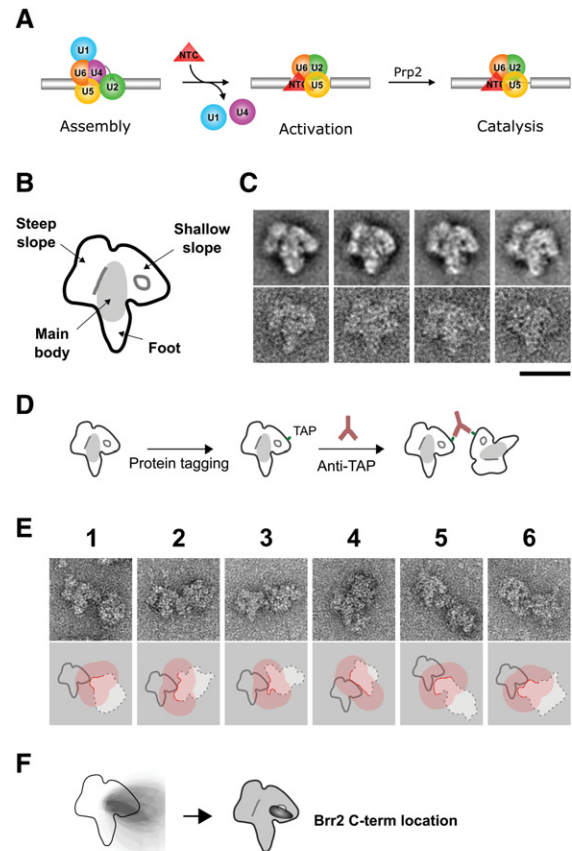 A
U1
U6 U4
U5 U2
Assembly
NTC
U1 U4
U6 U2
NTC U5
Activation
Prp2
U6 U2
NTC U5
Catalysis
B
Steep
slope
Shallow
slope
Main
body
Foot
C
D
Protein tagging
TAP
Anti-TAP
E
1 2 3 4 5 6
F
Brr2 C-term location